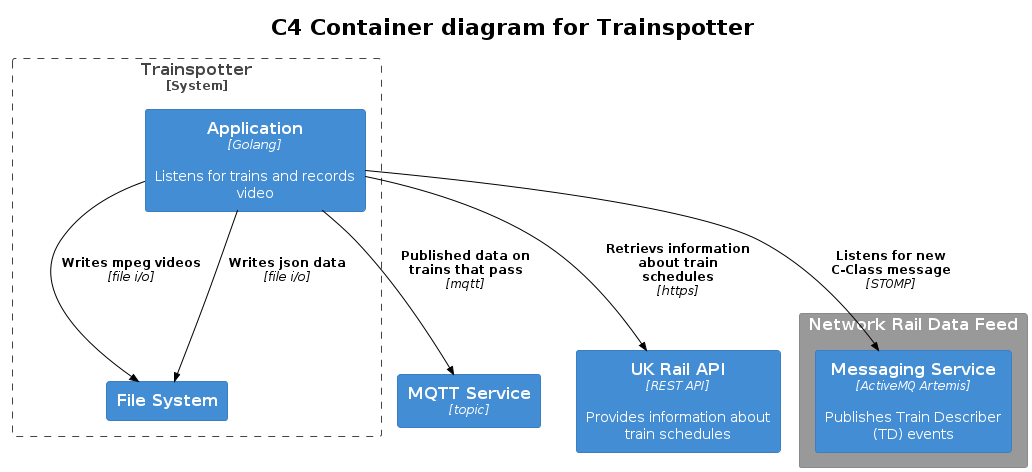 C4 Container diagram for Trainspotter
Trainspotter
[System]
Application
[Golang]
Listens for trains and records
video
Writes mpeg videos
[file i/o]
Writes json data
[file i/o]
Published data on
trains that pass
[mqtt]
Retrievs information
about train
schedules
[https]
Listens for new
C-Class message
[STOMP]
File System
MQTT Service
[topic]
UK Rail API
[REST API]
Provides information about
train schedules
Network Rail Data Feed
Messaging Service
[ActiveMQ Artemis]
Publishes Train Describer
(TD) events